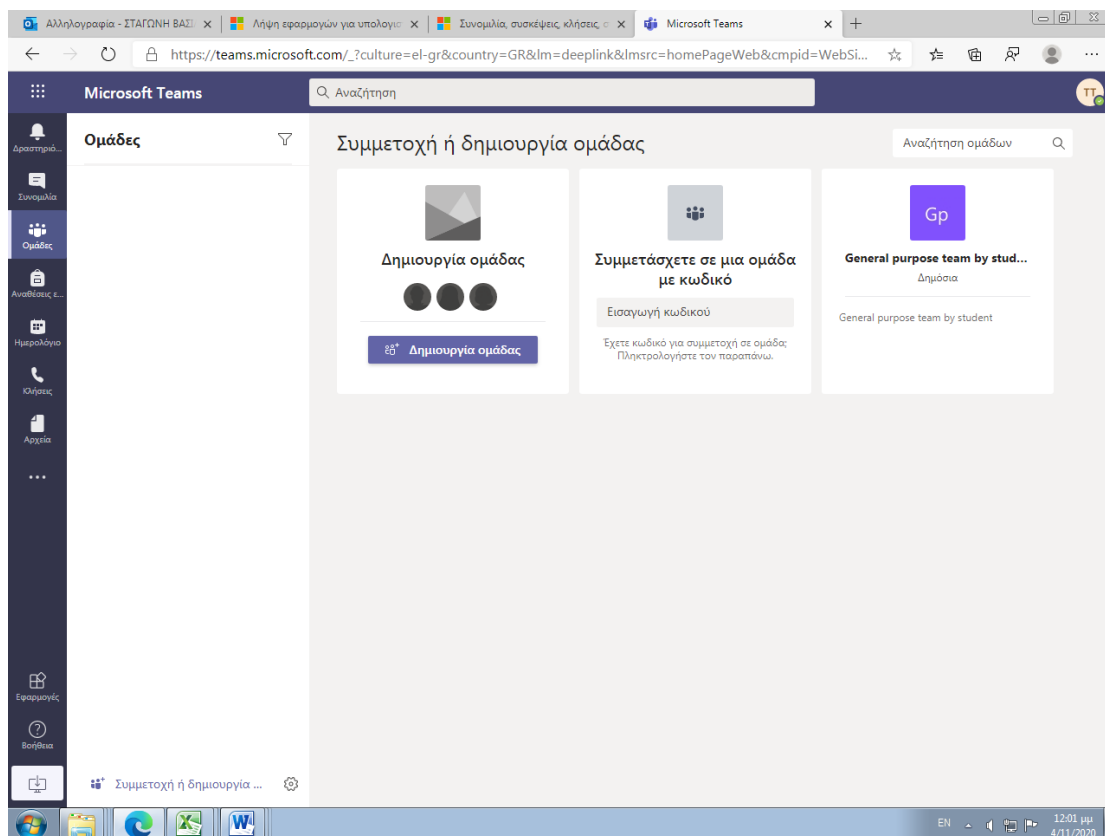 Αλληλογραφία - ΣΤΑΓΩΝΗ ΒΑΣΙ
Λήψη εφαρμογών για υπολογισ
Συνομιλία, συσκέψεις, κλήσεις, σ
Microsoft Teams
https://teams.microsoft.com/_?culture=el-gr&country=GR&lm=deeplink&lmsrc=homePageWeb&cmpid=WebSi...
Microsoft Teams
Αναζήτηση
TT
Δραστηριό...
Συνομιλία
Ομάδες
Αναθέσεις ε...
Ημερολόγιο
Κλήσεις
Αρχεία
Εφαρμογές
Βοήθεια
Ομάδες
Συμμετοχή ή δημιουργία ...
Συμμετοχή ή δημιουργία ομάδας
Αναζήτηση ομάδων
Δημιουργία ομάδας
Δημιουργία ομάδας
Συμμετάσχετε σε μια ομάδα
με κωδικό
Εισαγωγή κωδικού
Έχετε κωδικό για συμμετοχή σε ομάδα;
Πληκτρολογήστε τον παραπάνω.
Gp
General purpose team by stud...
Δημόσια
General purpose team by student
EN
12:01 μμ
4/11/2020